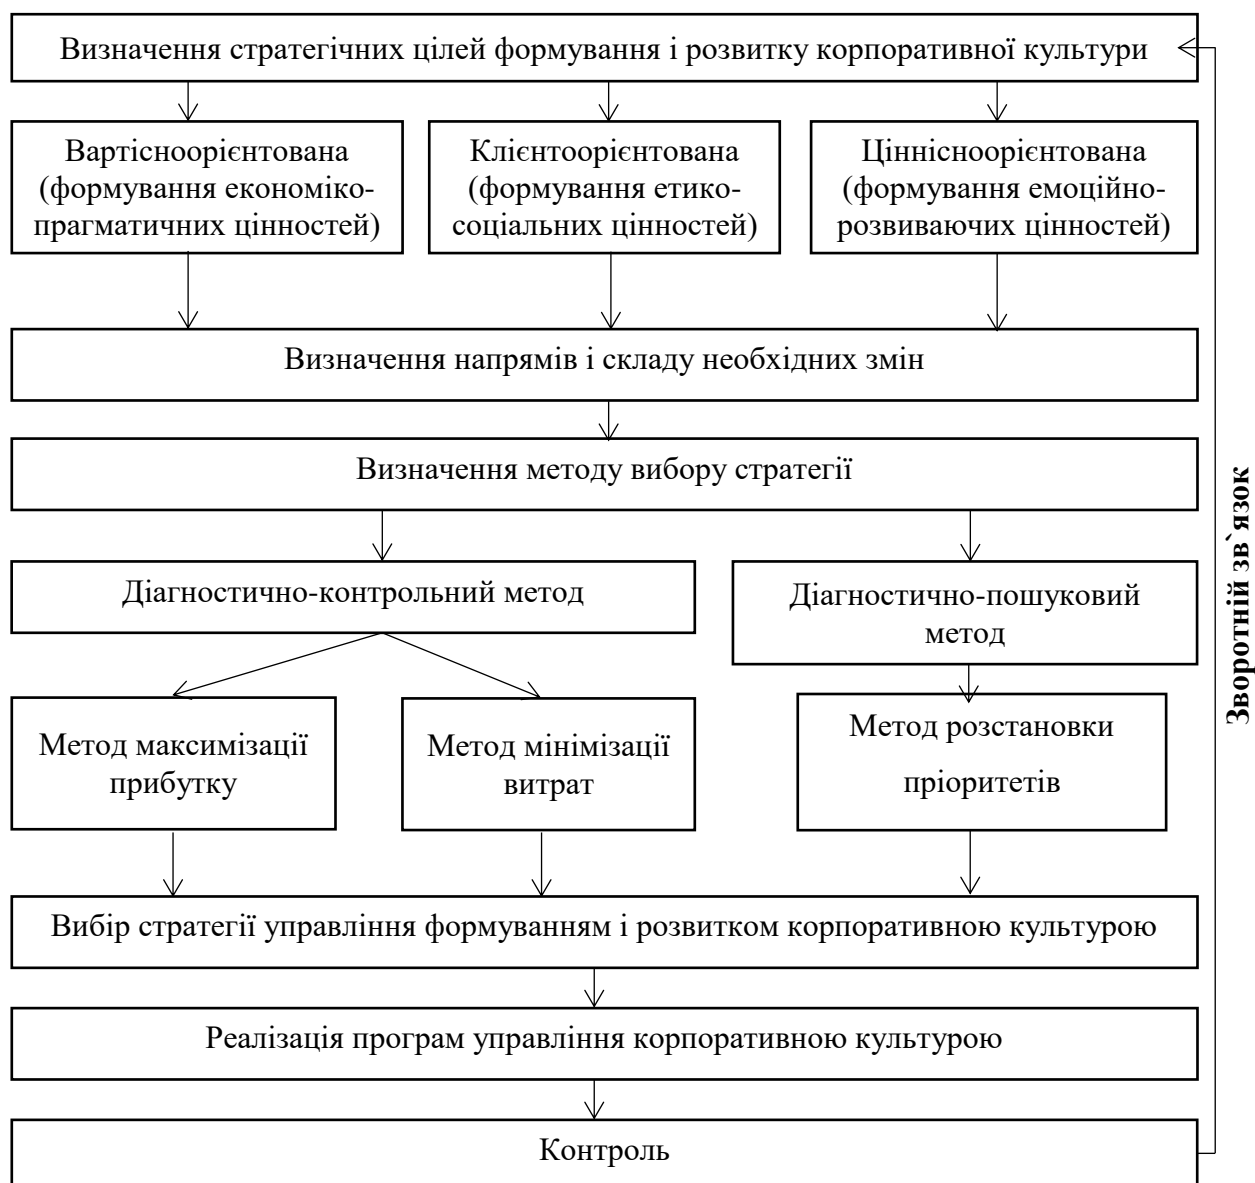 Визначення стратегічних цілей формування і розвитку корпоративної культури
Вартісноорієнтована
(формування економіко-
прагматичних цінностей)
Клієнтоорієнтована
(формування етико-
соціальних цінностей)
Ціннісноорієнтована
(формування емоційно-
розвиваючих цінностей)
Визначення напрямів і складу необхідних змін
Визначення методу вибору стратегії
Діагностично-контрольний метод
Діагностично-пошуковий
метод
Метод максимізації
прибутку
Метод мінімізації
витрат
Метод розстановки
пріоритетів
Вибір стратегії управління формуванням і розвитком корпоративною культурою
Реалізація програм управління корпоративною культурою
Контроль
Зворотній зв`язок